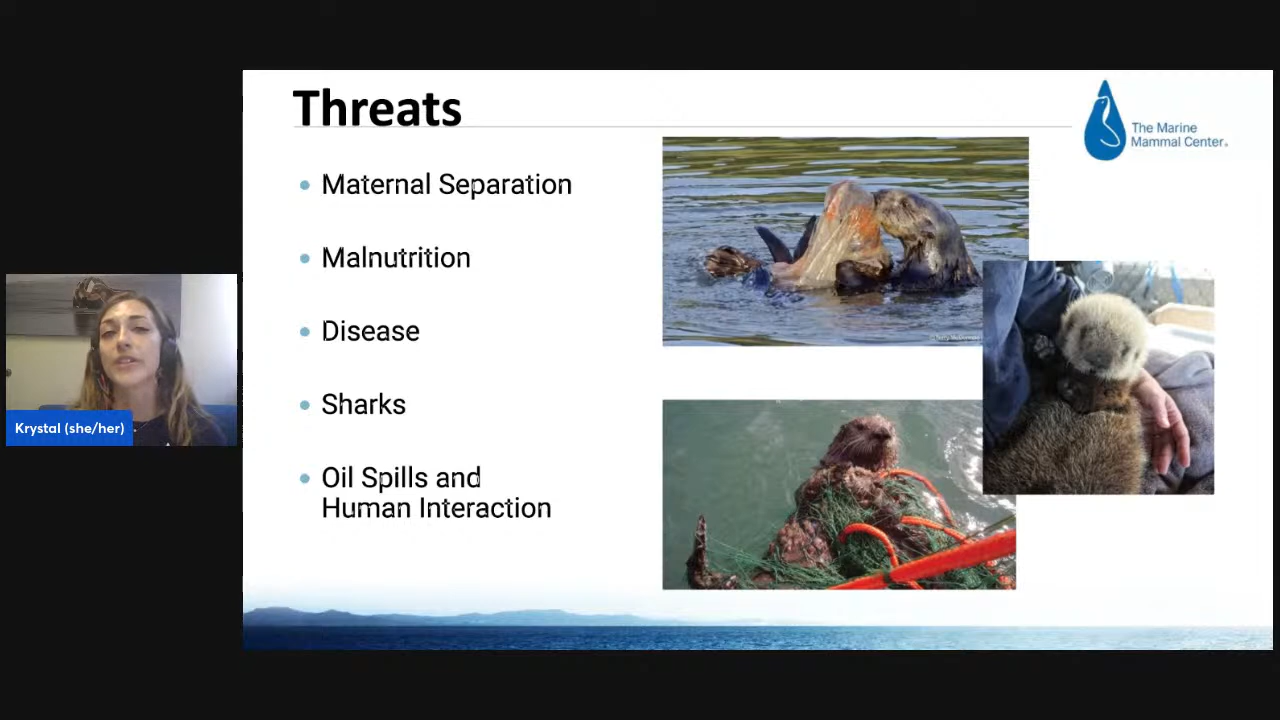 Threats
The Marine
Mammal Center
Maternal Separation
Malnutrition
Disease
Sharks
Oil Spills and
Human Interaction
Krystal (she/her)